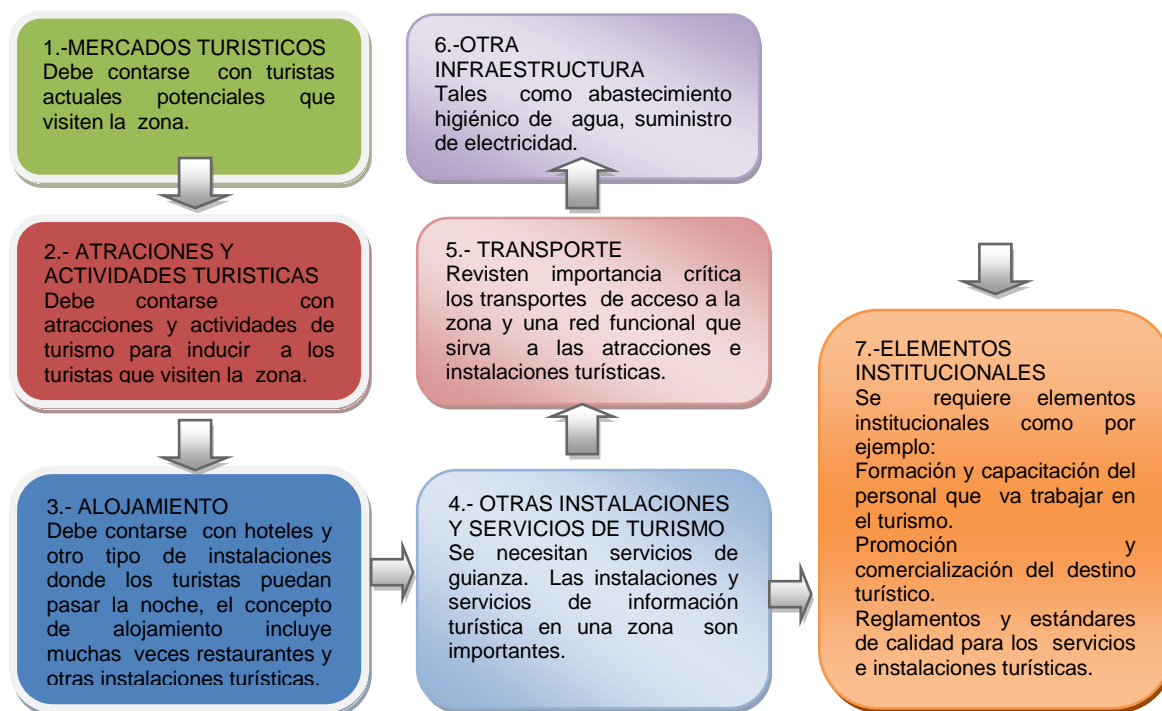 1.-MERCADOS TURISTICOS
Debe contarse con turistas
actuales potenciales que
visiten la zona.
2.- ATRACIONES Y
ACTIVIDADES TURISTICAS
Debe contarse con
atracciones y actividades de
turismo para inducir a los
turistas que visiten la zona.
3.- ALOJAMIENTO
Debe contarse con hoteles y
otro tipo de instalaciones
donde los turistas puedan
pasar la noche, el concepto
de alojamiento incluye
muchas veces restaurantes y
otras instalaciones turísticas.
4.- OTRAS INSTALACIONES
Y SERVICIOS DE TURISMO
Se necesitan servicios de
guianza. Las instalaciones y
servicios de información
turística en una zona son
importantes.
5.- TRANSPORTE
Revisten importancia crítica
los transportes de acceso a la
zona y una red funcional que
sirva a las atracciones e
instalaciones turísticas.
6.-OTRA
INFRAESTRUCTURA
Tales como abastecimiento
higiénico de agua, suministro
de electricidad.
7.-ELEMENTOS
INSTITUCIONALES
Se requiere elementos
institucionales como por
ejemplo:
Formación y capacitación del
personal que va trabajar en
el turismo.
Promoción y
comercialización del destino
turístico.
Reglamentos y estándares
de calidad para los servicios
e instalaciones turísticas.